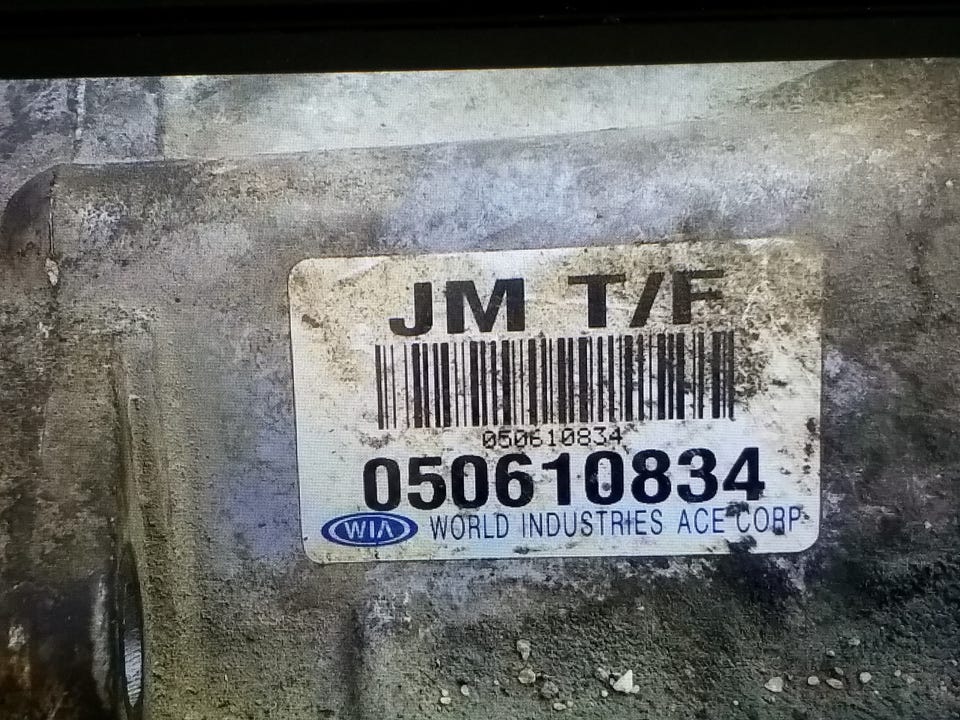 JM T/F
050610834
050610834
WIA WORLD INDUSTRIES ACE CORP